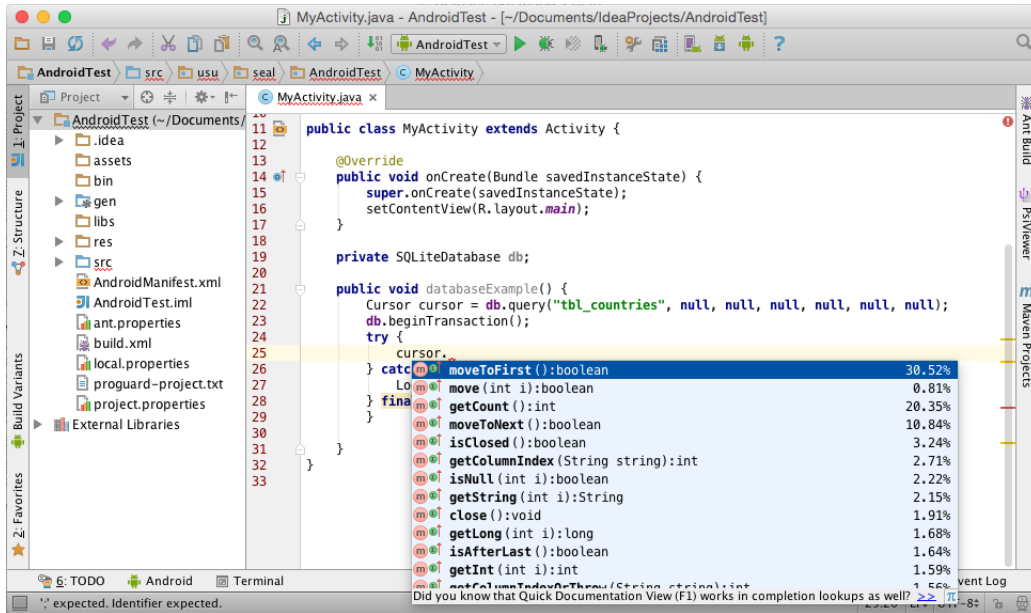 MyActivity.java - AndroidTest - [~/Documents/IdeaProjects/AndroidTest]
AndroidTest
AndroidTest src usu seal AndroidTest MyActivity
Project
MyActivity.java
1: Project
Z: Structure
Build Variants
2: Favorites
AndroidTest (~/Documents/
.idea
assets
bin
gen
libs
res
src
AndroidManifest.xml
AndroidTest.iml
ant.properties
build.xml
local.properties
proguard-project.txt
project.properties
External Libraries
11 public class MyActivity extends Activity {
12
13 @Override
14 public void onCreate(Bundle savedInstanceState) {
15 super.onCreate(savedInstanceState);
16 setContentView(R.layout.main);
17 }
18
19 private SQLiteDatabase db;
20
21 public void databaseExample() {
22 Cursor cursor = db.query("tbl_countries", null, null, null, null, null, null);
23 db.beginTransaction();
24 try {
25 cursor.
26 } catc
27 Lo
28 } fina
29 }
30
31 }
32 }
33
moveToFirst():boolean 30.52%
move(int i):boolean 0.81%
getCount():int 20.35%
moveToNext():boolean 10.84%
isClosed():boolean 3.24%
getColumnIndex(String string):int 2.71%
isNull(int i):boolean 2.22%
getString(int i):String 2.15%
close():void 1.91%
getLong(int i):long 1.68%
isAfterLast():boolean 1.64%
getInt(int i):int 1.59%
getColumnIndexOrThrow(String string):int 1.56%
Did you know that Quick Documentation View (F1) works in completion lookups as well? >> π
Ant Build
PsiViewer
Maven Projects
6: TODO Android Terminal vent Log
';' expected. Identifier expected.